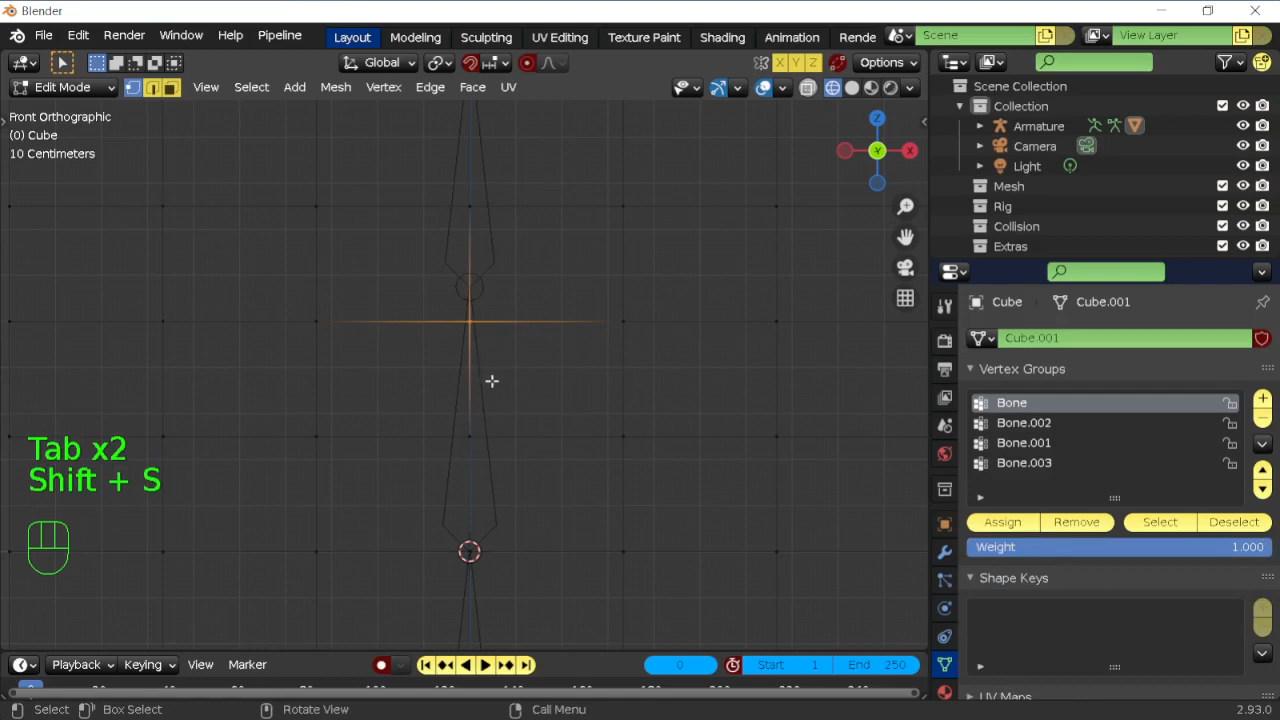 Blender
File Edit Render Window Help Pipeline Layout Modeling Sculpting UV Editing Texture Paint Shading Animation Rende Scene View Layer
Global Options
Edit Mode View Select Add Mesh Vertex Edge Face UV
Scene Collection
Collection
Armature
Camera
Light
Mesh
Rig
Collision
Extras
Front Orthographic
(0) Cube
10 Centimeters
Z
X
Y
Cube Cube.001
Cube.001
Vertex Groups
Bone
Bone.002
Bone.001
Bone.003
Assign Remove Select Deselect
Weight 1.000
Shape Keys
UV Maps
Tab x2
Shift + S
Playback Keying View Marker 0 Start 1 End 250
Select Box Select Rotate View Call Menu 2.93.0